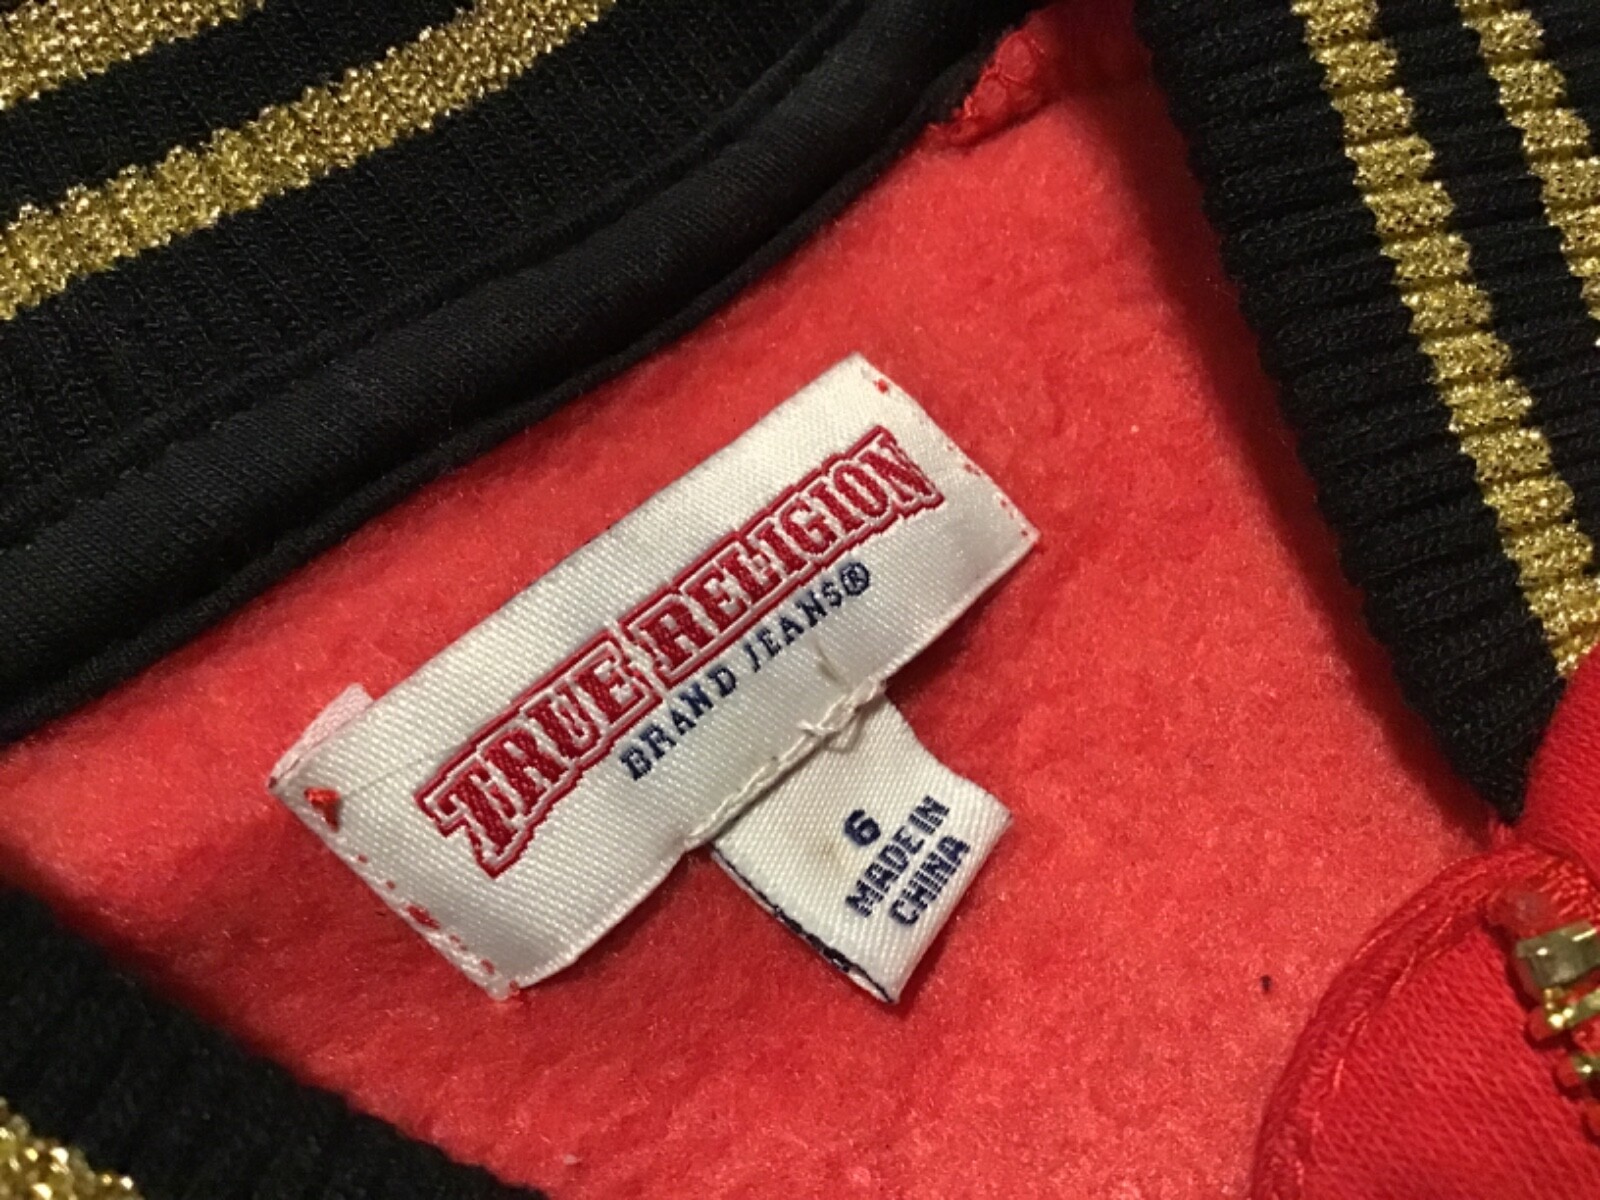 TRUE RELIGION
BRAND JEANS®
6
MADE IN
CHINA